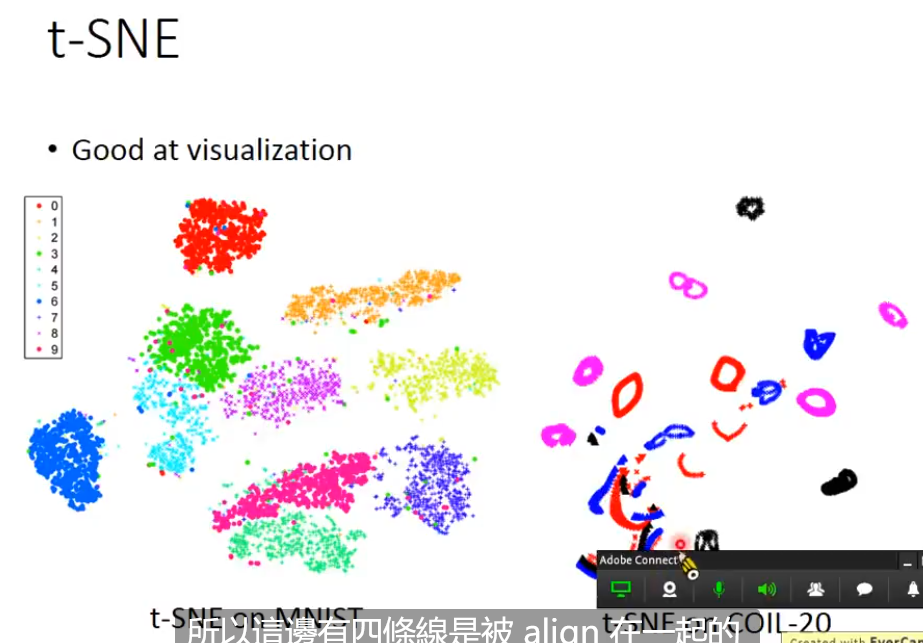 t-SNE
• Good at visualization
0
1
2
3
4
5
6
7
8
9
Adobe Connect
t-SNE on MNIST
t-SNE on COIL-20
所以這邊有四條線是被 align 在一起的
Created with EverCa